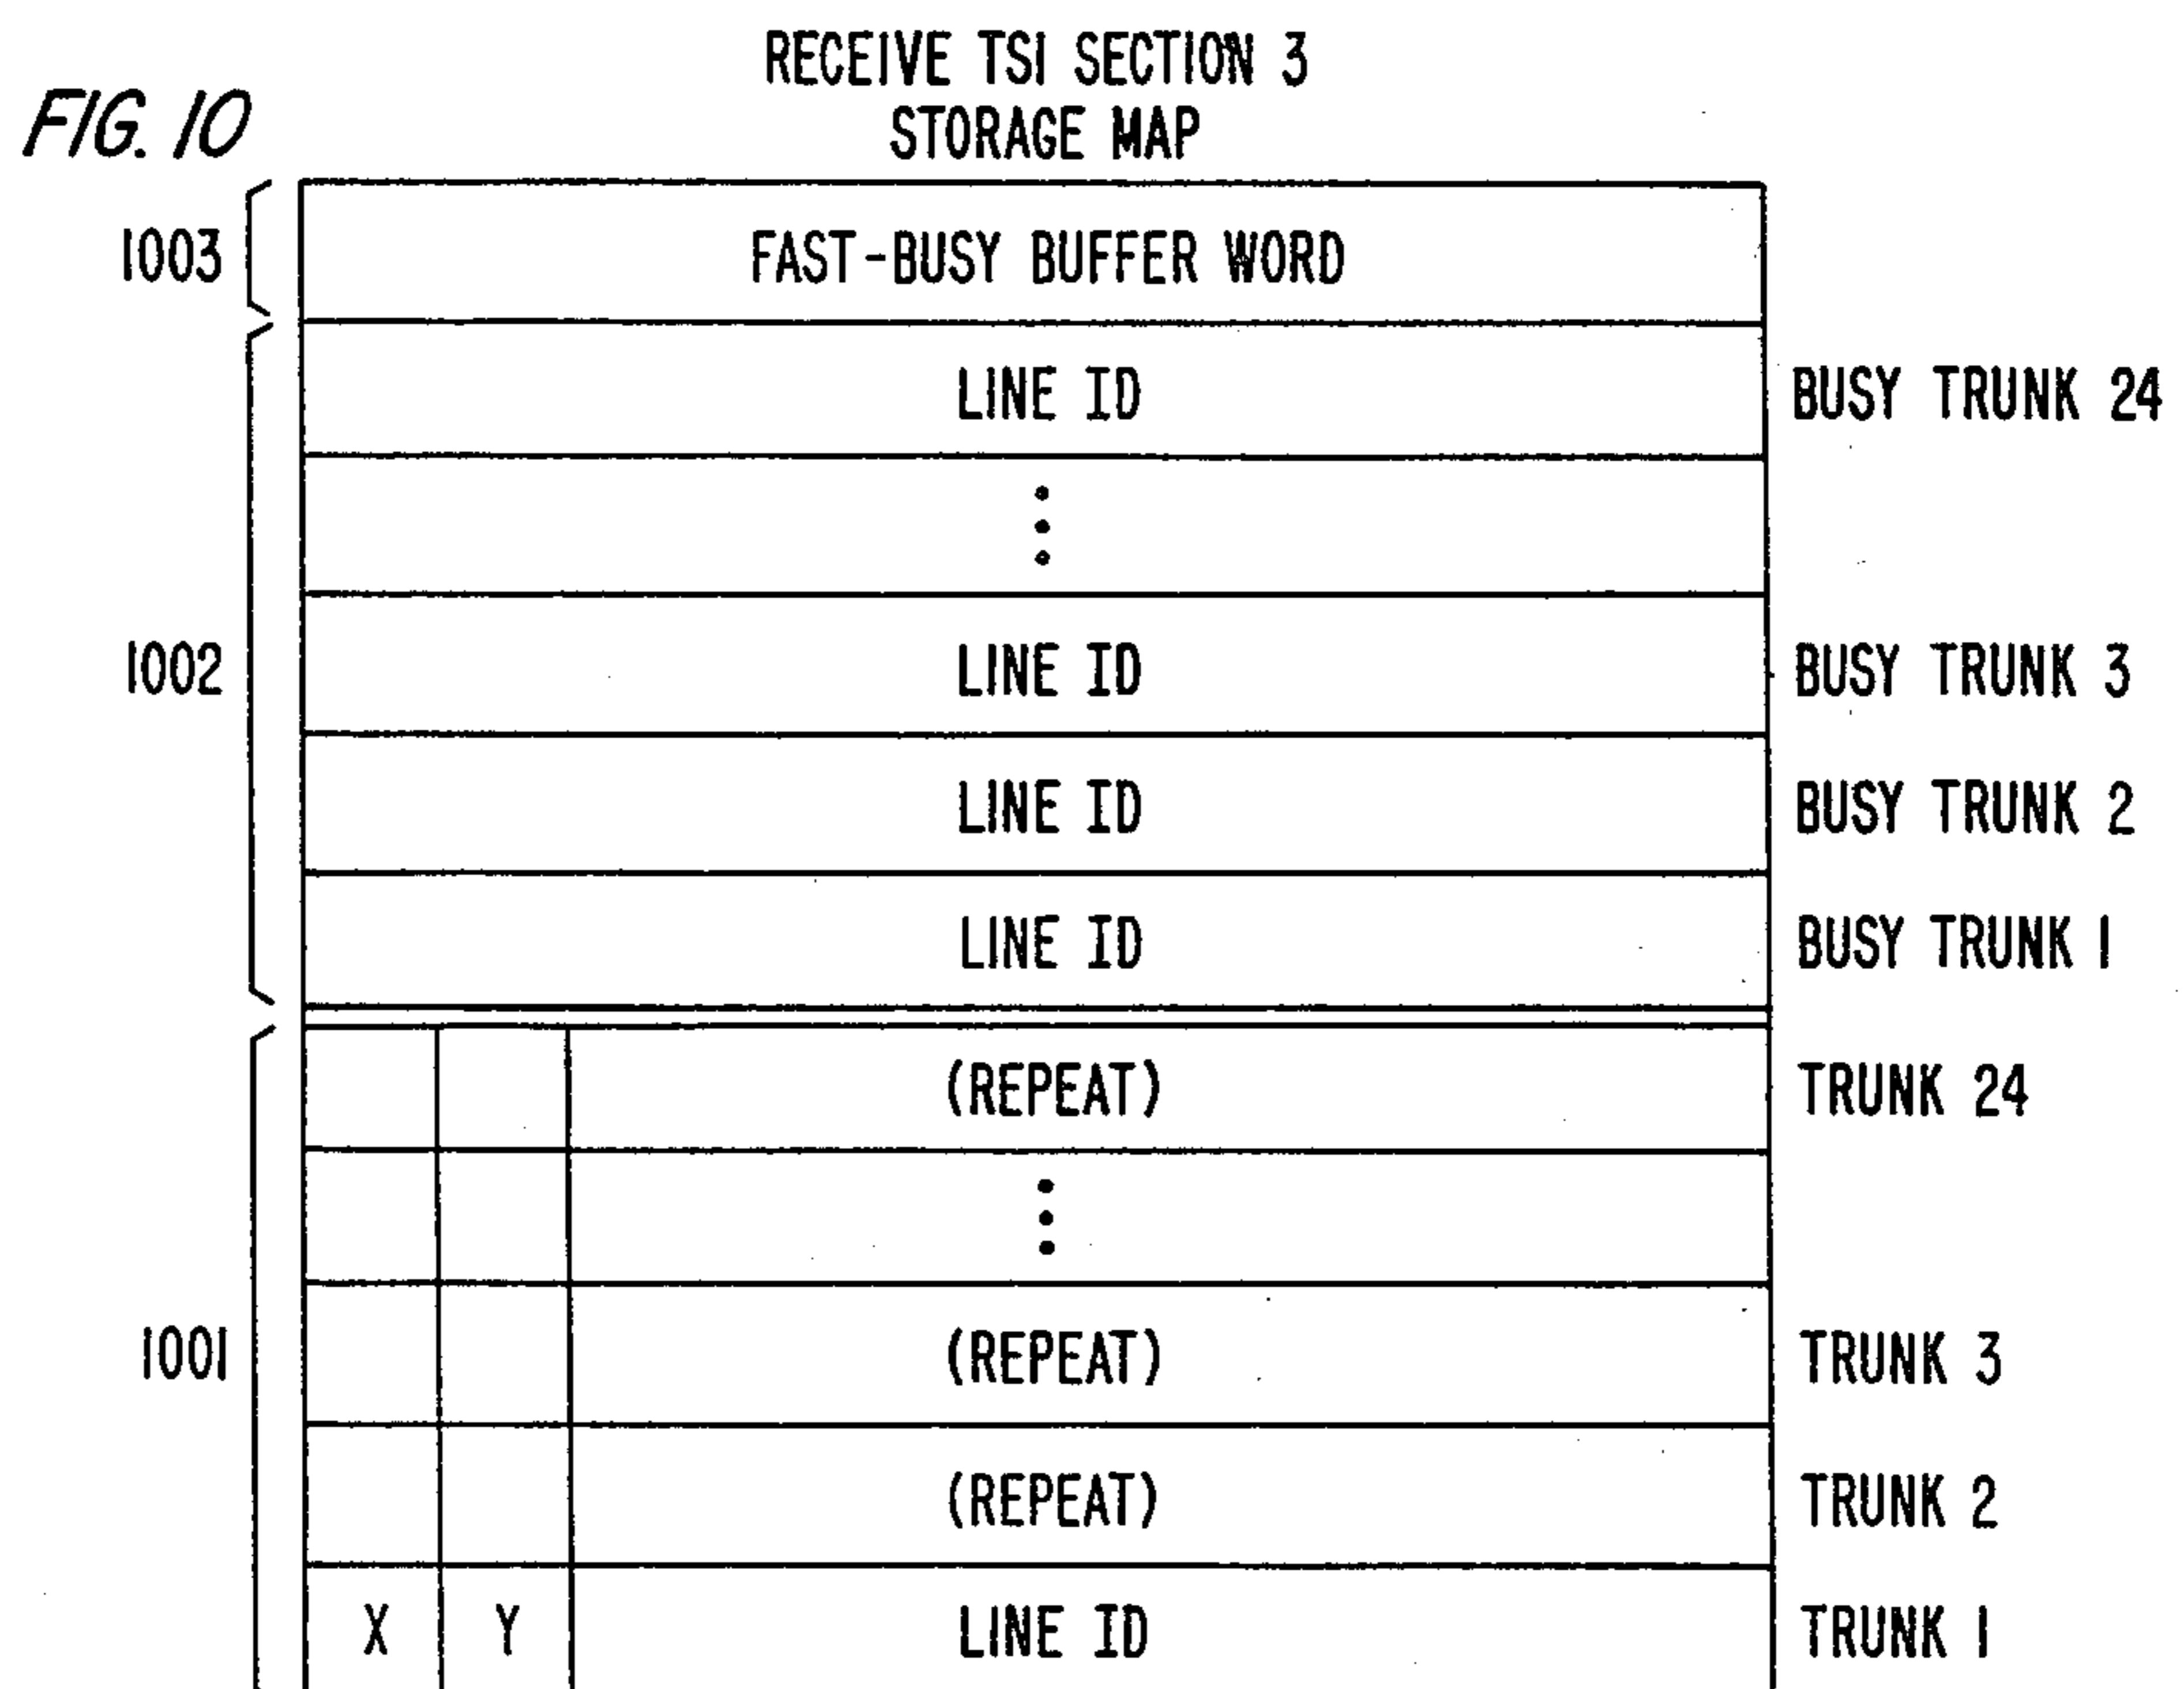 RECEIVE TSI SECTION 3
STORAGE MAP
FIG. 10
1003
FAST-BUSY BUFFER WORD
LINE ID
BUSY TRUNK 24
1002
LINE ID
BUSY TRUNK 3
LINE ID
BUSY TRUNK 2
LINE ID
BUSY TRUNK 1
(REPEAT)
TRUNK 24
1001
(REPEAT)
TRUNK 3
(REPEAT)
TRUNK 2
X
Y
LINE ID
TRUNK 1